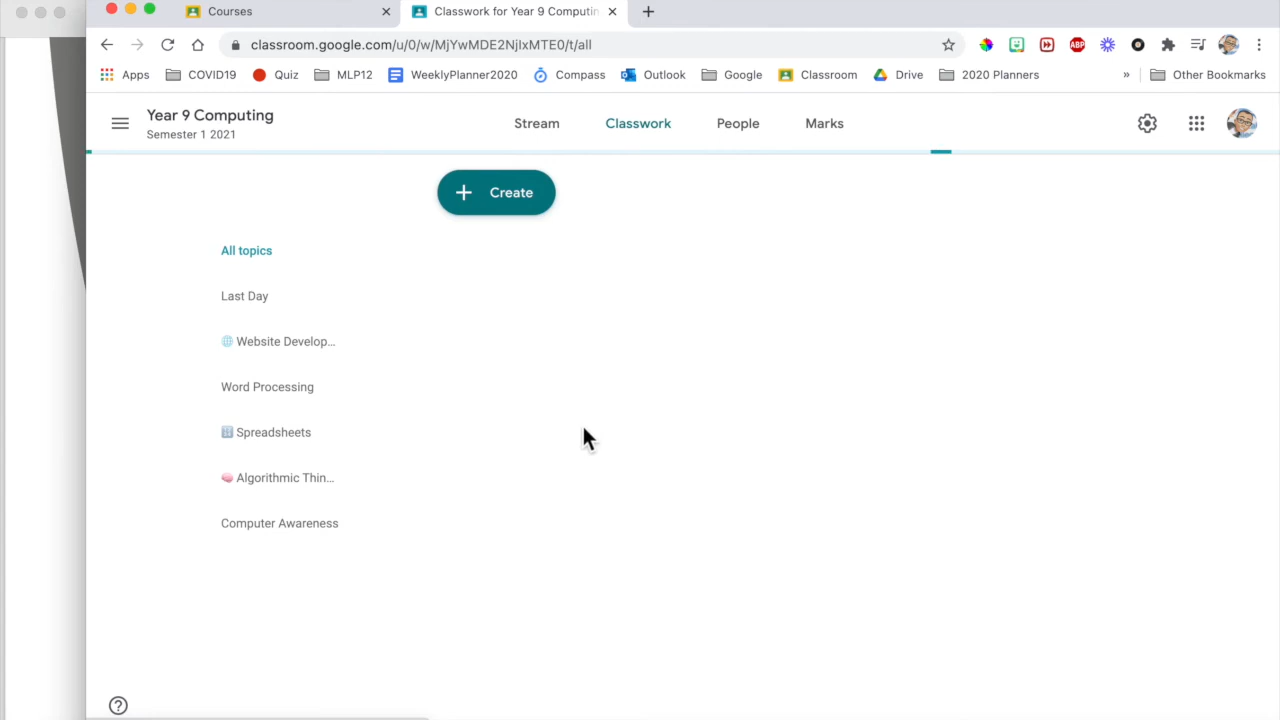 Courses
Classwork for Year 9 Computin
classroom.google.com/u/0/w/MjYwMDE2NjIxMTE0/t/all
ABP
Apps COVID19 Quiz MLP12 WeeklyPlanner2020 Compass Outlook Google Classroom Drive 2020 Planners » Other Bookmarks
Year 9 Computing
Semester 1 2021
Stream Classwork People Marks
+ Create
All topics
Last Day
Website Develop...
Word Processing
Spreadsheets
Algorithmic Thin...
Computer Awareness